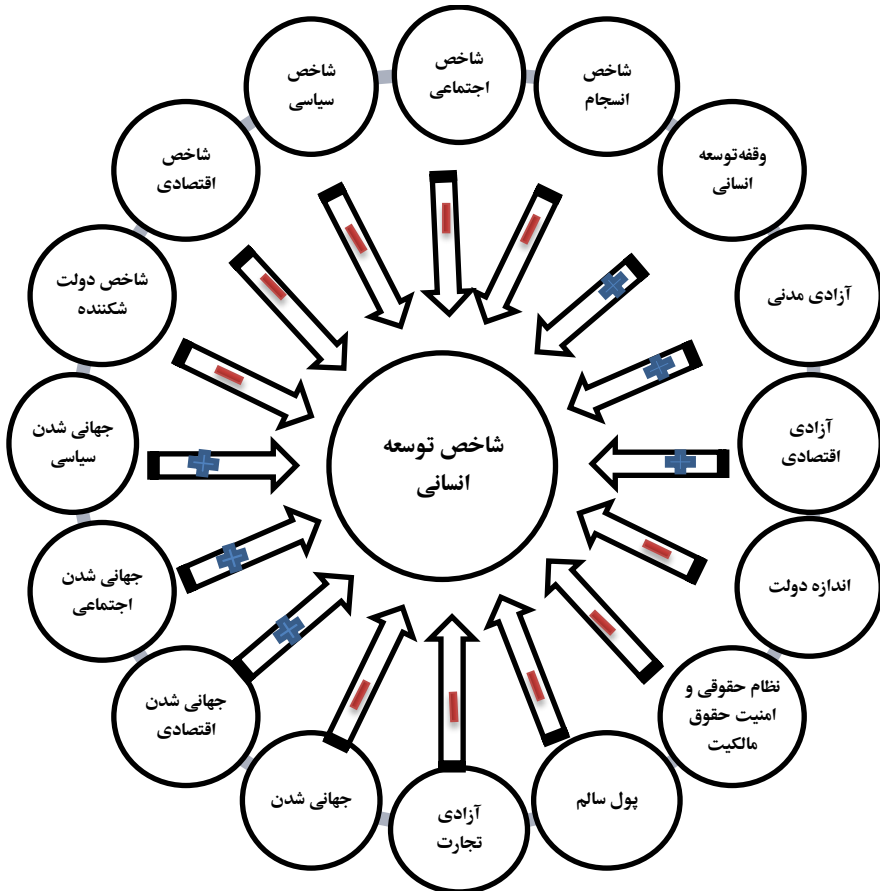 شاخص
اجتماعی
شاخص
انسجام
وقفه‌توسعه
انسانی
آزادی مدنی
آزادی
اقتصادی
اندازه دولت
نظام حقوقی و
امنیت حقوق
مالکیت
پول سالم
آزادی
تجارت
جهانی شدن
جهانی شدن
اقتصادی
جهانی شدن
اجتماعی
جهانی شدن
سیاسی
شاخص دولت
شکننده
شاخص
اقتصادی
شاخص
سیاسی
شاخص توسعه
انسانی